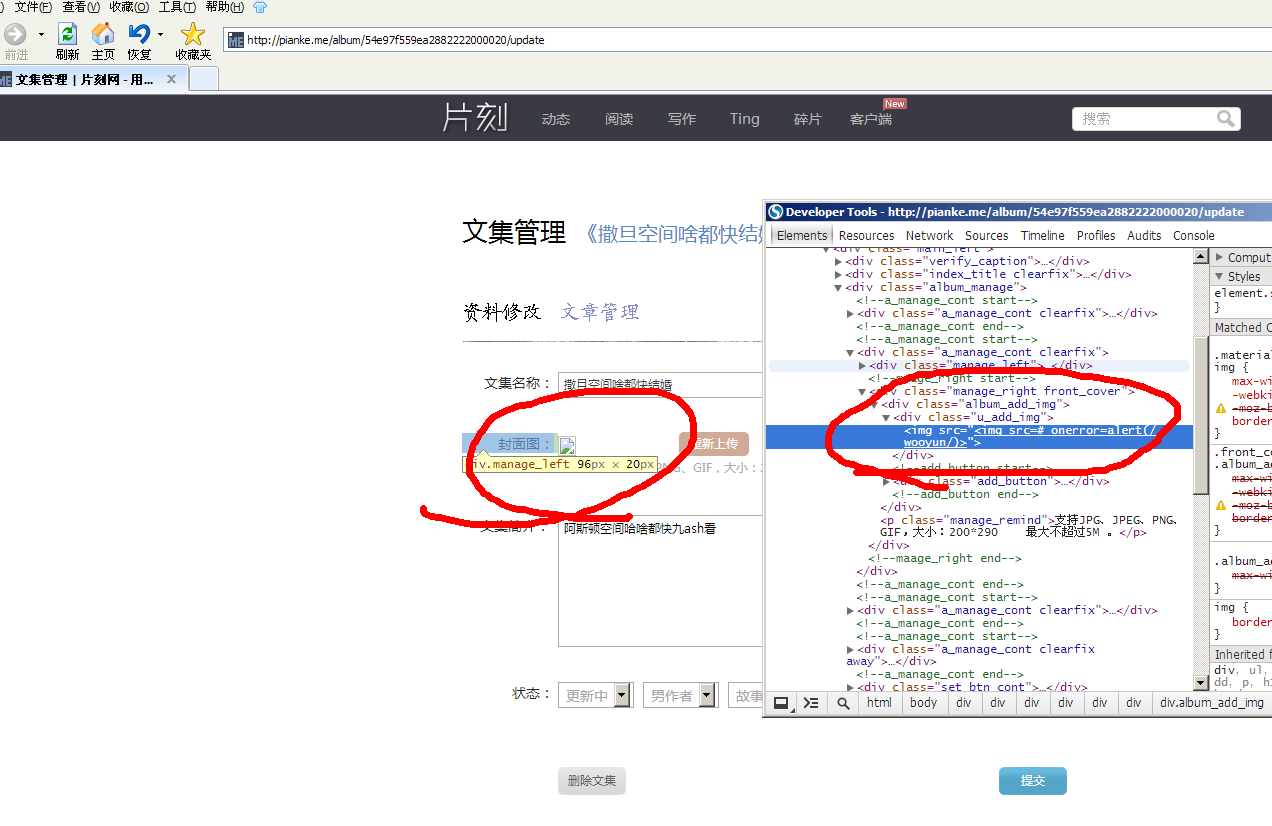 文件(F) 查看(V) 收藏(O) 工具(T) 帮助(H)
前进 刷新 主页 恢复 收藏夹
http://pianke.me/album/54e97f559ea2882222000020/update
文集管理 | 片刻网 - 用...
片刻 动态 阅读 写作 Ting 碎片 客户端 New 搜索
文集管理 《撒旦空间啥都快结婚
资料修改 文章管理
文集名称： 撒旦空间啥都快结婚
封面图： 重新上传
div.manage_left 96px × 20px
PNG、GIF，大小：
文集简介： 阿斯顿空间哈啥都快九ash看
状态： 更新中 男作者 故事
删除文集 提交
Developer Tools - http://pianke.me/album/54e97f559ea2882222000020/update
Elements Resources Network Sources Timeline Profiles Audits Console
<div class="main_left">
<div class="verify_caption">…</div>
<div class="index_title clearfix">…</div>
<div class="album_manage">
<!--a_manage_cont start-->
<div class="a_manage_cont clearfix">…</div>
<!--a_manage_cont end-->
<!--a_manage_cont start-->
<div class="a_manage_cont clearfix">
<div class="manage_left">…</div>
<!--maage_right start-->
<div class="manage_right front_cover">
<div class="album_add_img">
<div class="u_add_img">
<img src="<img src=# onerror=alert(/
wooyun/)>">
</div>
<!--add_button start-->
<div class="add_button">…</div>
<!--add_button end-->
</div>
<p class="manage_remind">支持JPG、JPEG、PNG、
GIF，大小：200*290 最大不超过5M 。</p>
</div>
<!--maage_right end-->
</div>
<!--a_manage_cont end-->
<!--a_manage_cont start-->
<div class="a_manage_cont clearfix">…</div>
<!--a_manage_cont end-->
<!--a_manage_cont start-->
<div class="a_manage_cont clearfix
away">…</div>
<!--a_manage_cont end-->
<div class="set_btn_cont">…</div>
html body div div div div div div div.album_add_img
Comput
Styles
element.s
}
Matched C
.material
img {
max-wi
-webki
-moz-b
border
}
.front_co
.album_ad
max-wi
-webki
-moz-b
border
}
.album_ad
max-wi
}
img {
border
}
Inherited f
div, ul,
dd, p, h